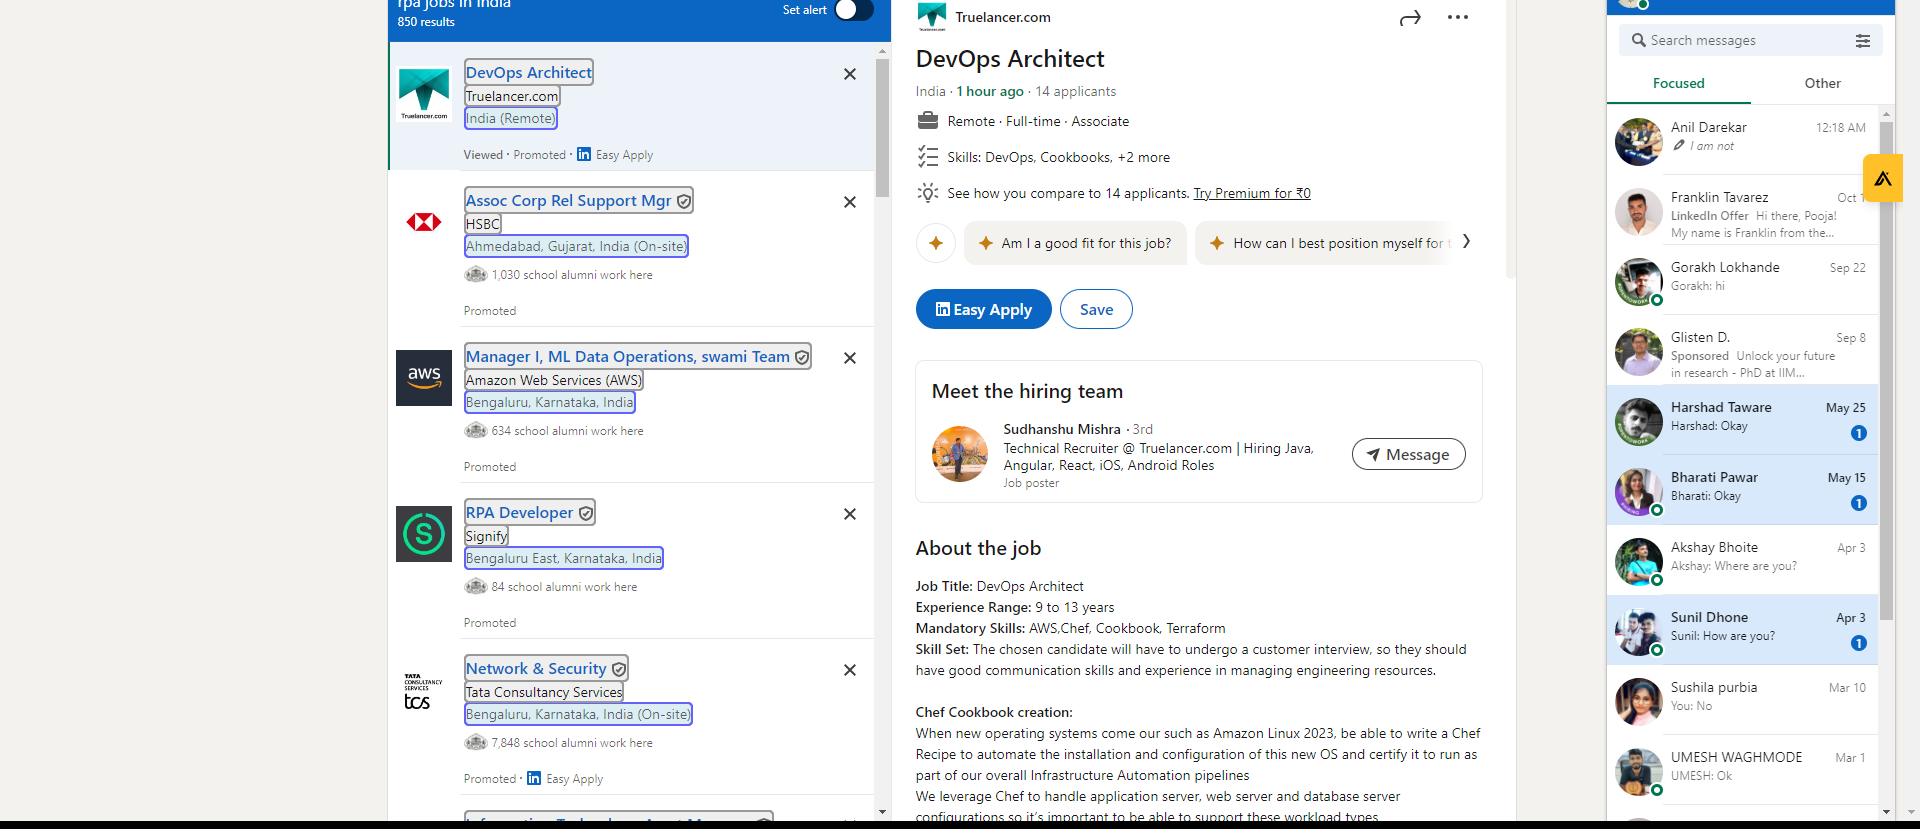 rpa jobs in India
850 results
Set alert
Truelancer.com
DevOps Architect
Truelancer.com
India (Remote)
Viewed · Promoted · in Easy Apply
Assoc Corp Rel Support Mgr
HSBC
Ahmedabad, Gujarat, India (On-site)
1,030 school alumni work here
Promoted
aws
Manager I, ML Data Operations, swami Team
Amazon Web Services (AWS)
Bengaluru, Karnataka, India
634 school alumni work here
Promoted
S
RPA Developer
Signify
Bengaluru East, Karnataka, India
84 school alumni work here
Promoted
TATA
CONSULTANCY
SERVICES
tcs
Network & Security
Tata Consultancy Services
Bengaluru, Karnataka, India (On-site)
7,848 school alumni work here
Promoted · in Easy Apply
Truelancer.com
DevOps Architect
India · 1 hour ago · 14 applicants
Remote · Full-time · Associate
Skills: DevOps, Cookbooks, +2 more
See how you compare to 14 applicants. Try Premium for ₹0
Am I a good fit for this job?
How can I best position myself for t
in Easy Apply
Save
Meet the hiring team
Sudhanshu Mishra · 3rd
Technical Recruiter @ Truelancer.com | Hiring Java,
Angular, React, iOS, Android Roles
Job poster
Message
About the job
Job Title: DevOps Architect
Experience Range: 9 to 13 years
Mandatory Skills: AWS,Chef, Cookbook, Terraform
Skill Set: The chosen candidate will have to undergo a customer interview, so they should
have good communication skills and experience in managing engineering resources.
Chef Cookbook creation:
When new operating systems come our such as Amazon Linux 2023, be able to write a Chef
Recipe to automate the installation and configuration of this new OS and certify it to run as
part of our overall Infrastructure Automation pipelines
We leverage Chef to handle application server, web server and database server
configurations so it's important to be able to support these workload types
Search messages
Focused
Other
Anil Darekar
12:18 AM
I am not
Franklin Tavarez
Oct 1
LinkedIn Offer Hi there, Pooja!
My name is Franklin from the...
Gorakh Lokhande
Sep 22
Gorakh: hi
Glisten D.
Sep 8
Sponsored Unlock your future
in research - PhD at IIM...
Harshad Taware
May 25
Harshad: Okay
1
Bharati Pawar
May 15
Bharati: Okay
1
Akshay Bhoite
Apr 3
Akshay: Where are you?
Sunil Dhone
Apr 3
Sunil: How are you?
1
Sushila purbia
Mar 10
You: No
UMESH WAGHMODE
Mar 1
UMESH: Ok